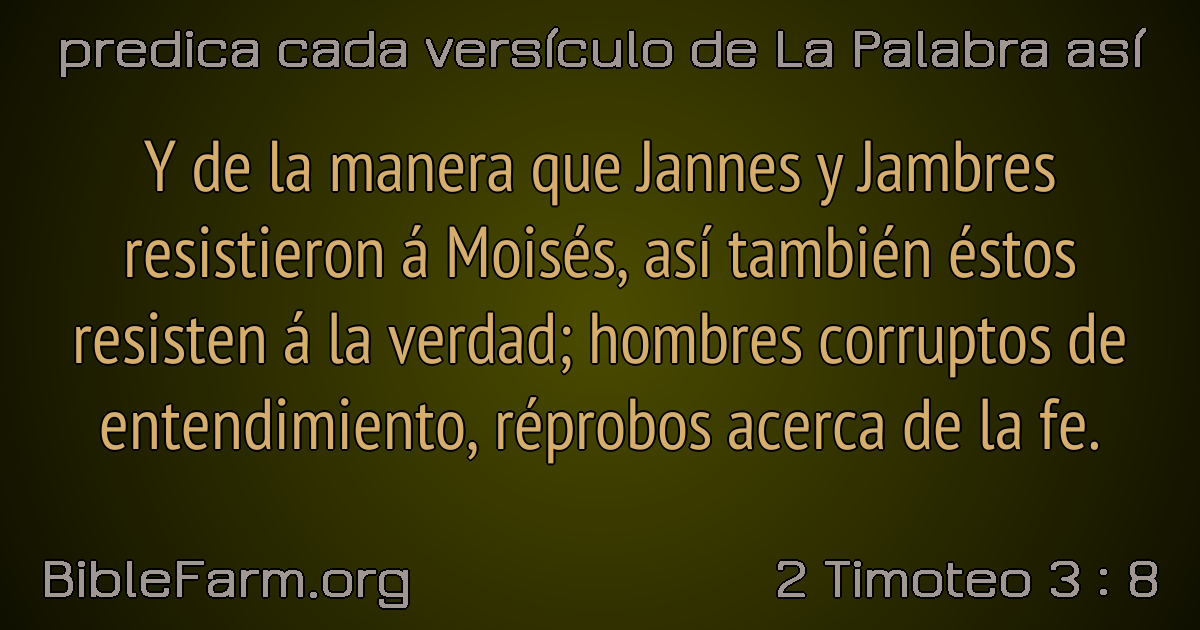 predica cada versículo de La Palabra así
Y de la manera que Jannes y Jambres
resistieron á Moisés, así también éstos
resisten á la verdad; hombres corruptos de
entendimiento, réprobos acerca de la fe.
BibleFarm.org
2 Timoteo 3 : 8